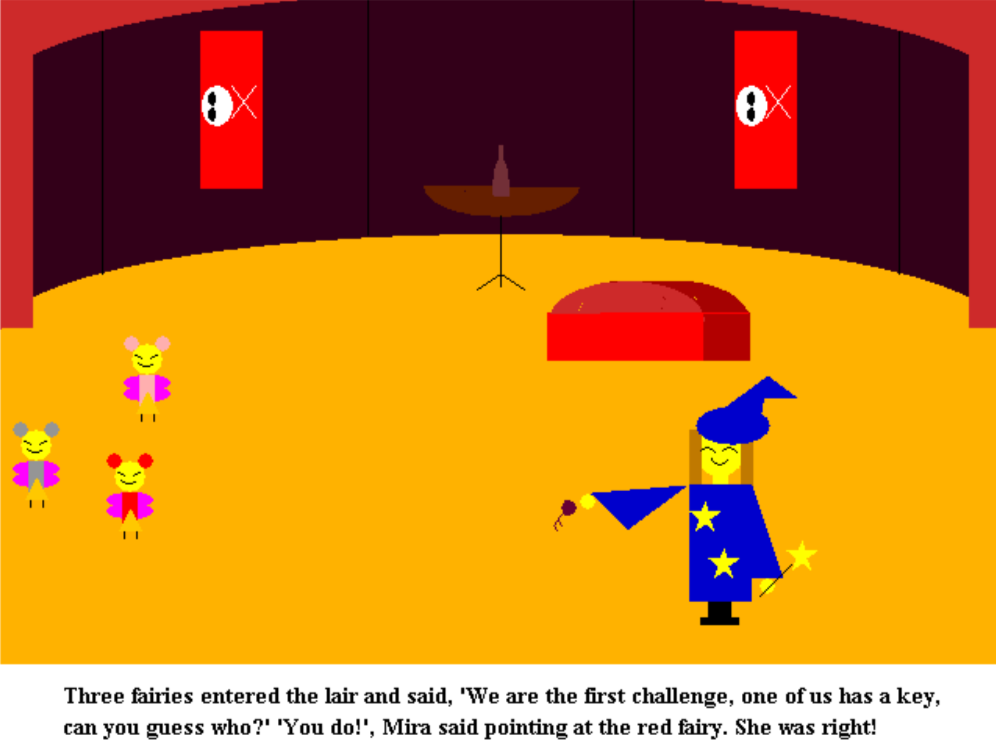 Three fairies entered the lair and said, 'We are the first challenge, one of us has a key,
can you guess who?' 'You do!', Mira said pointing at the red fairy. She was right!